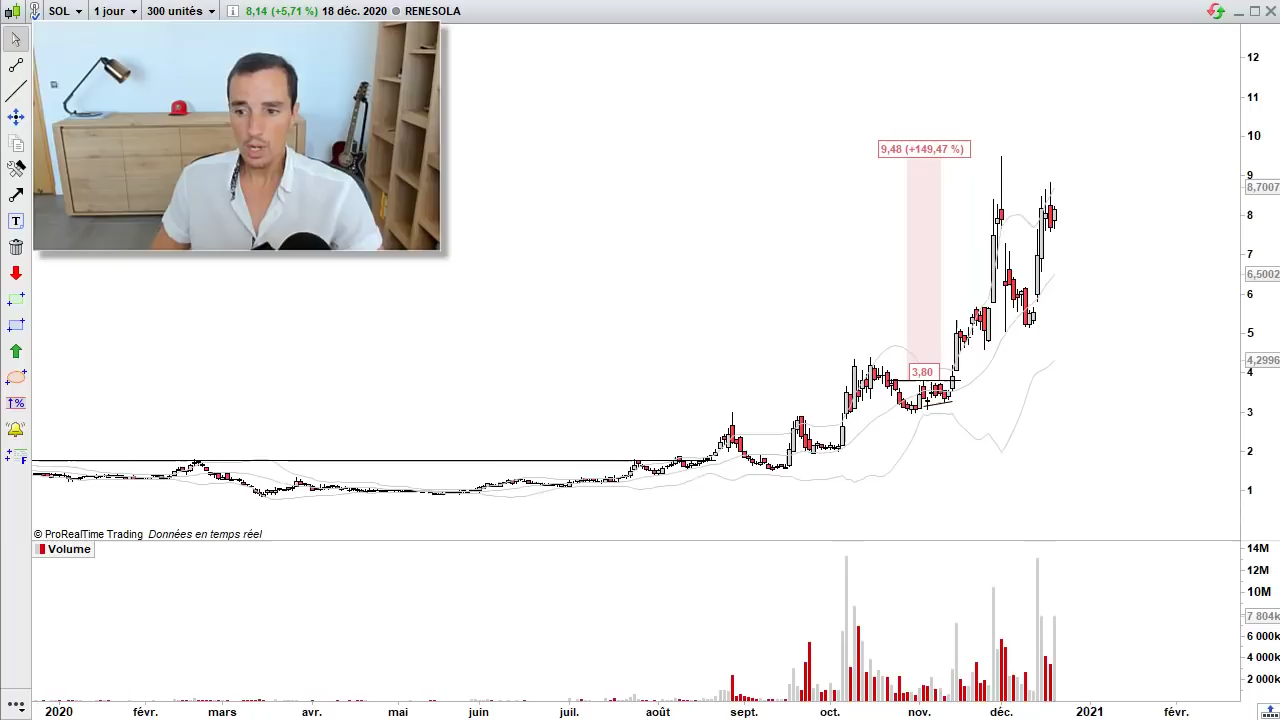 SOL 1 jour 300 unités 8,14 (+5,71 %) 18 déc. 2020 RENESOLA
T
%
F
9,48 (+149,47 %)
3,80
12
11
10
9
8,7007
8
7
6,5002
6
5
4,2996
4
3
2
1
© ProRealTime Trading Données en temps réel
Volume
14M
12M
10M
7 804k
6 000k
4 000k
2 000k
2020 févr. mars avr. mai juin juil. août sept. oct. nov. déc. 2021 févr.